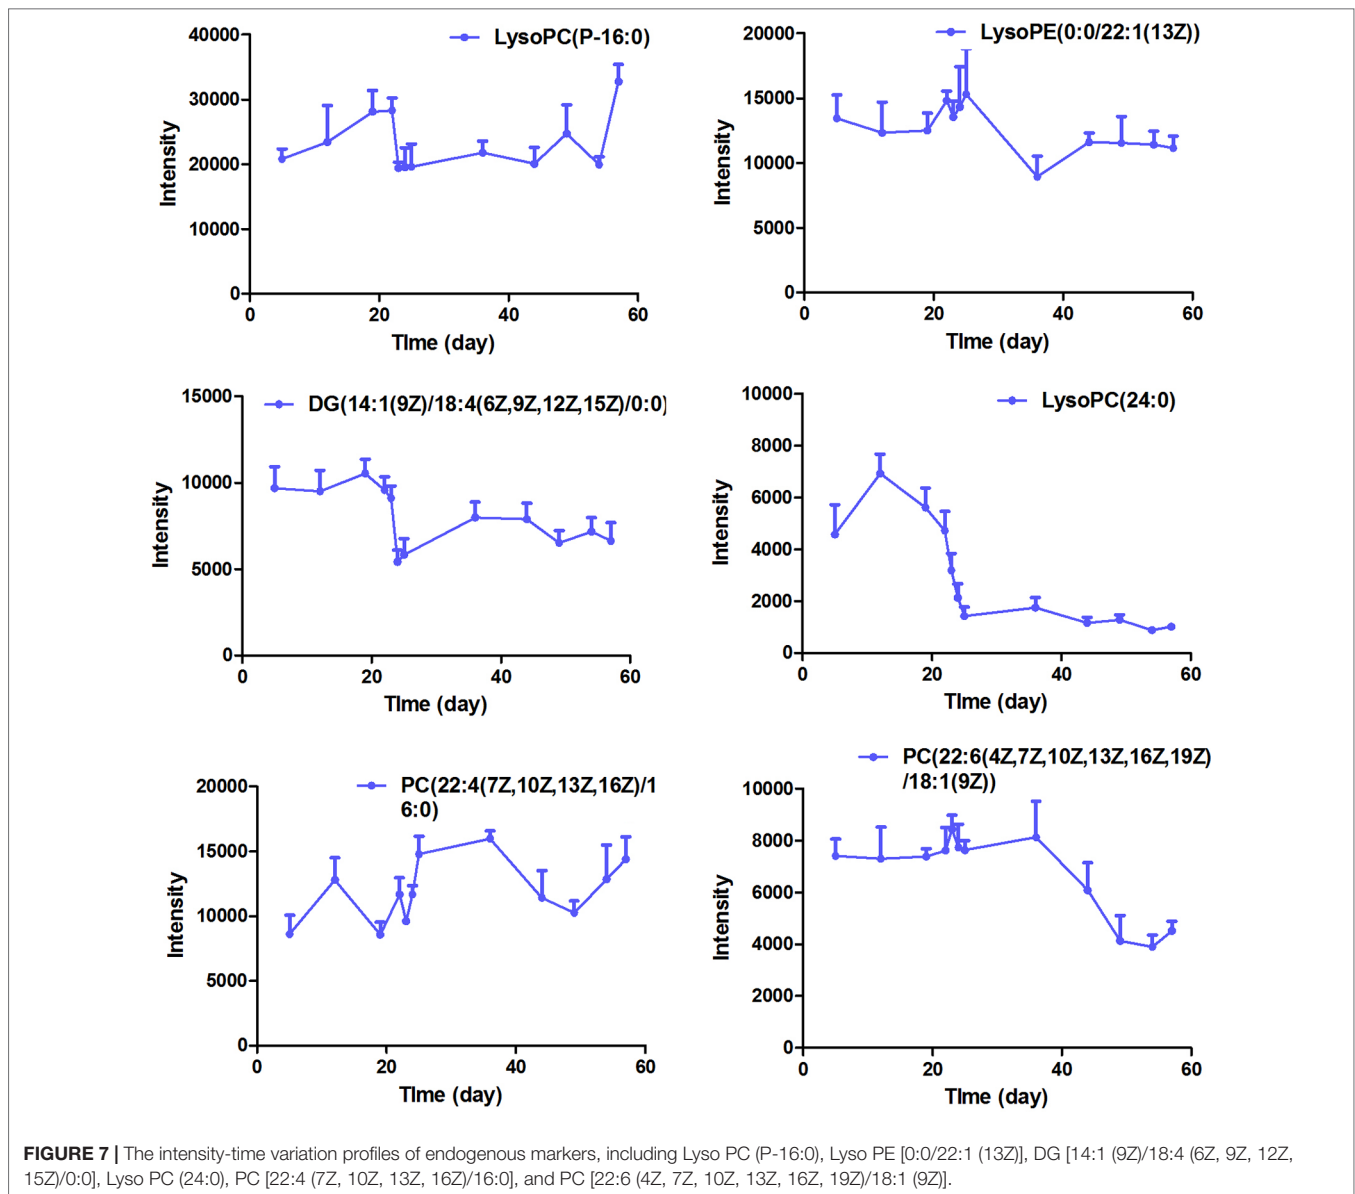 LysoPC(P-16:0)
40000
30000
20000
10000
0
Intensity
0 20 40 60
TIme (day)
LysoPE(0:0/22:1(13Z))
20000
15000
10000
5000
0
Intensity
0 20 40 60
TIme (day)
DG(14:1(9Z)/18:4(6Z,9Z,12Z,15Z)/0:0)
15000
10000
5000
0
Intensity
0 20 40 60
TIme (day)
LysoPC(24:0)
10000
8000
6000
4000
2000
0
Intensity
0 20 40 60
TIme (day)
PC(22:4(7Z,10Z,13Z,16Z)/1
6:0)
20000
15000
10000
5000
0
Intensity
0 20 40 60
TIme (day)
PC(22:6(4Z,7Z,10Z,13Z,16Z,19Z)
/18:1(9Z))
10000
8000
6000
4000
2000
0
Intensity
0 20 40 60
TIme (day)
FIGURE 7 | The intensity-time variation profiles of endogenous markers, including Lyso PC (P-16:0), Lyso PE [0:0/22:1 (13Z)], DG [14:1 (9Z)/18:4 (6Z, 9Z, 12Z,
15Z)/0:0], Lyso PC (24:0), PC [22:4 (7Z, 10Z, 13Z, 16Z)/16:0], and PC [22:6 (4Z, 7Z, 10Z, 13Z, 16Z, 19Z)/18:1 (9Z)].